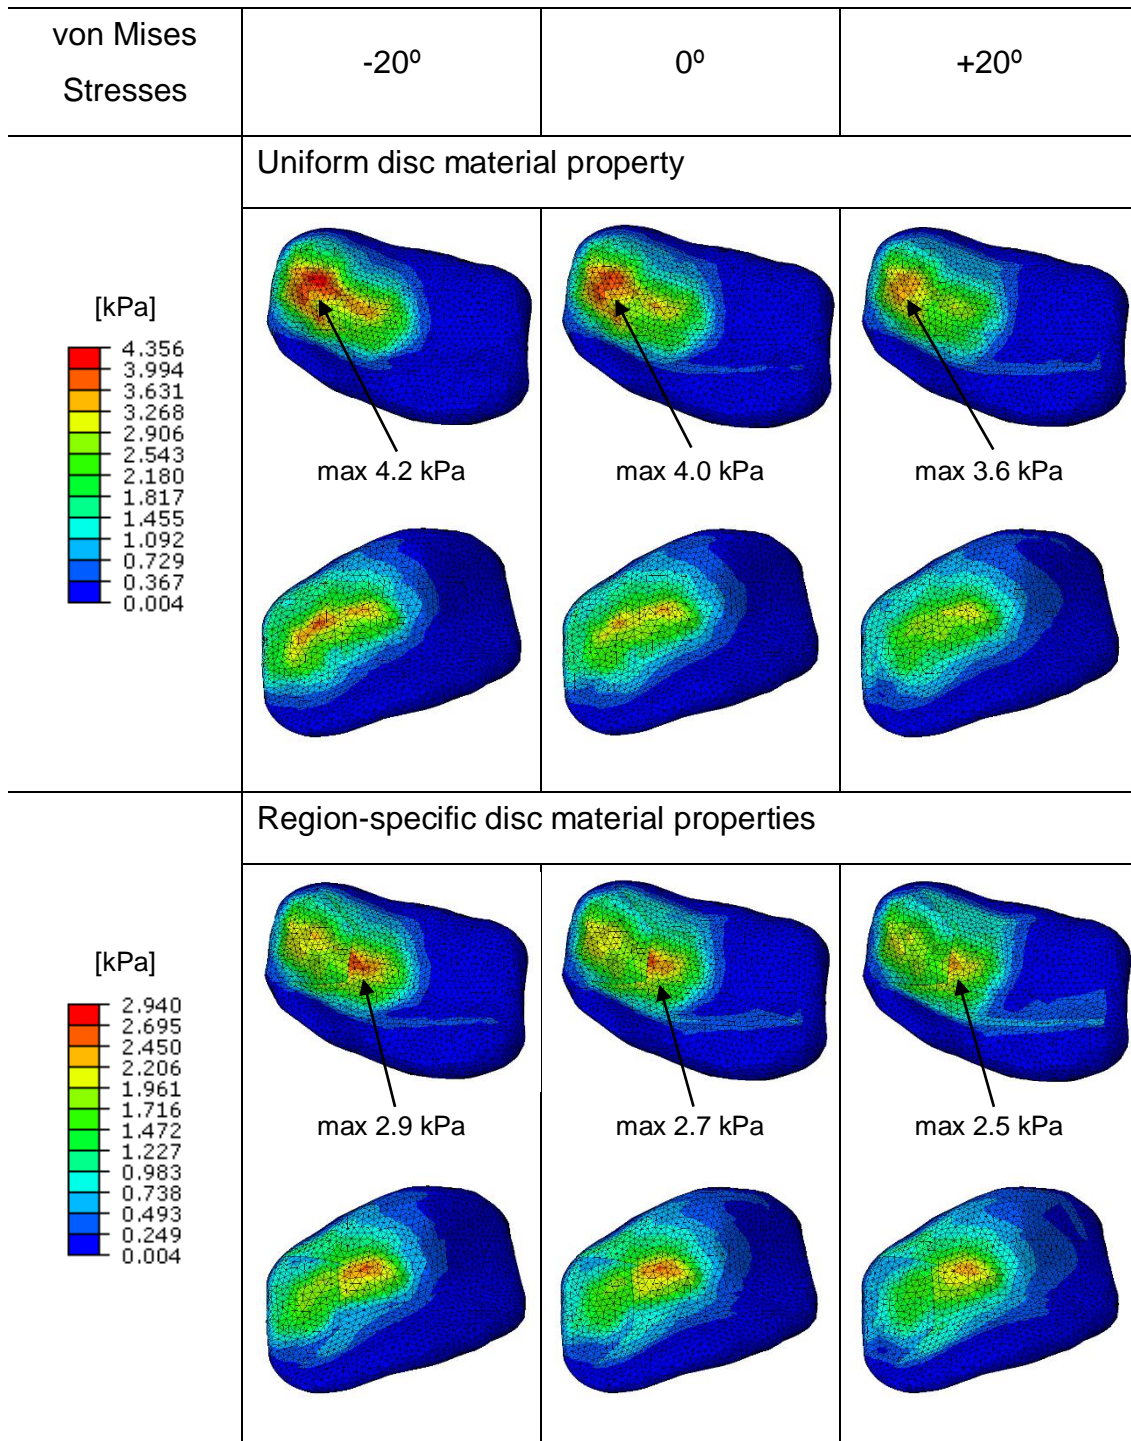 von Mises
Stresses
-20⁰
0⁰
+20⁰
Uniform disc material property
[kPa]
4.356
3.994
3.631
3.268
2.906
2.543
2.180
1.817
1.455
1.092
0.729
0.367
0.004
max 4.2 kPa
max 4.0 kPa
max 3.6 kPa
Region-specific disc material properties
[kPa]
2.940
2.695
2.450
2.206
1.961
1.716
1.472
1.227
0.983
0.738
0.493
0.249
0.004
max 2.9 kPa
max 2.7 kPa
max 2.5 kPa